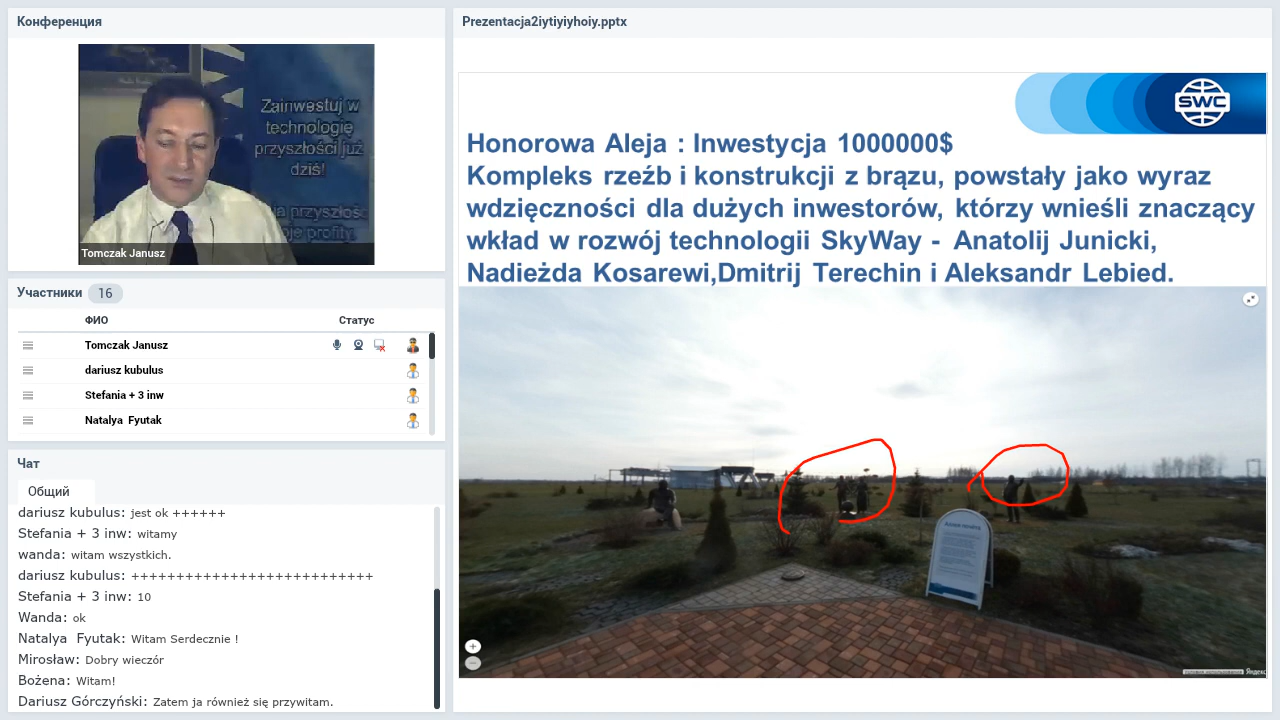 Конференция
Zainwestuj w
technologię
przyszłości już
dziś!
Tomczak Janusz
Участники 16
ФИО Статус
Tomczak Janusz
dariusz kubulus
Stefania + 3 inw
Natalya Fyutak
Чат
Общий
dariusz kubulus: jest ok ++++++
Stefania + 3 inw: witamy
wanda: witam wszystkich.
dariusz kubulus: +++++++++++++++++++++++++++
Stefania + 3 inw: 10
Wanda: ok
Natalya Fyutak: Witam Serdecznie !
Mirosław: Dobry wieczór
Bożena: Witam!
Dariusz Górczyński: Zatem ja również się przywitam.
Prezentacja2iytiyiyhoiy.pptx
SWC
Honorowa Aleja : Inwestycja 1000000$
Kompleks rzeźb i konstrukcji z brązu, powstały jako wyraz
wdzięczności dla dużych inwestorów, którzy wnieśli znaczący
wkład w rozwój technologii SkyWay - Anatolij Junicki,
Nadieżda Kosarewi,Dmitrij Terechin i Aleksandr Lebied.